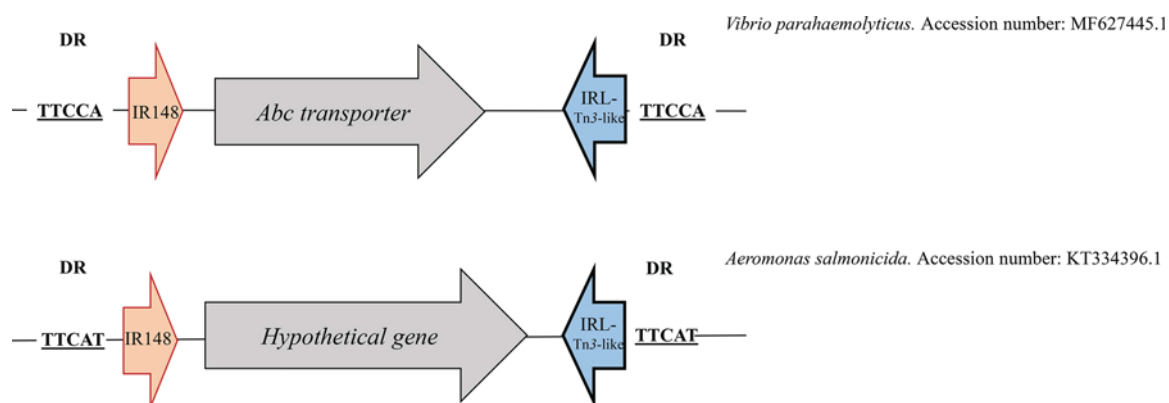 Vibrio parahaemolyticus. Accession number: MF627445.1
DR DR
TTCCA IR148 Abc transporter IRL- TTCCA
Tn3-like
Aeromonas salmonicida. Accession number: KT334396.1
DR DR
TTCAT IR148 Hypothetical gene IRL- TTCAT
Tn3-like